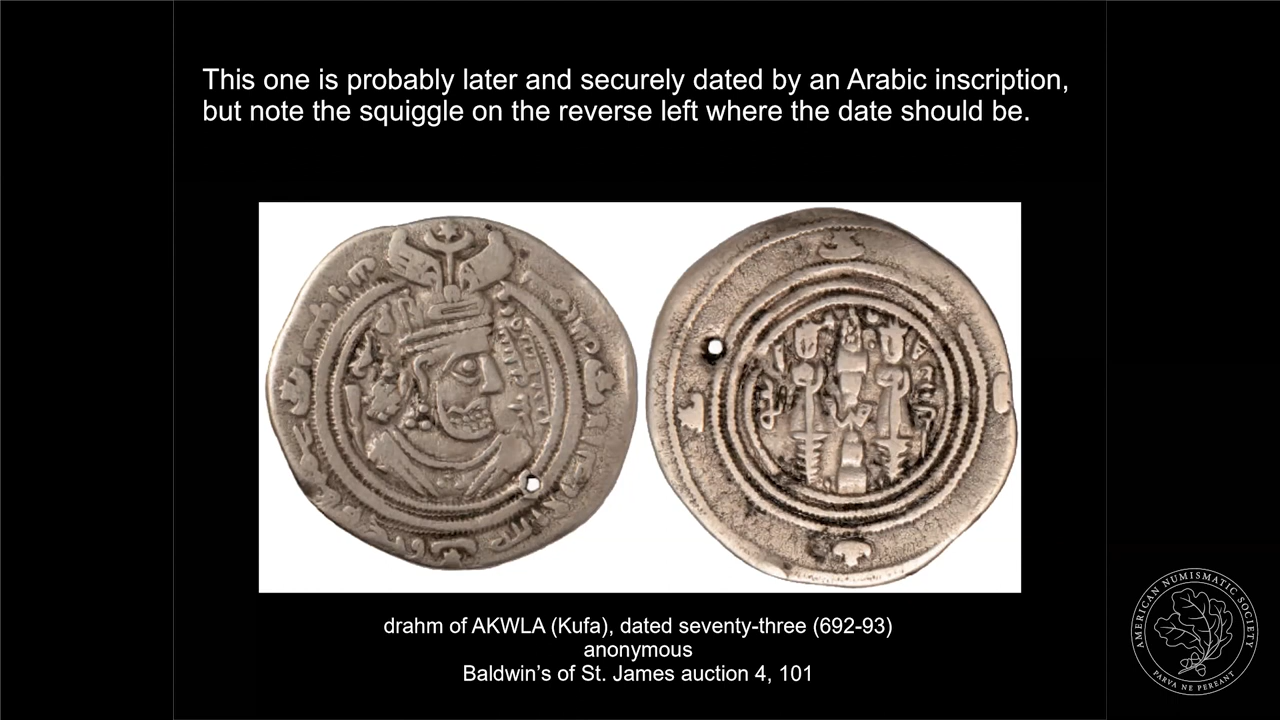 This one is probably later and securely dated by an Arabic inscription,
but note the squiggle on the reverse left where the date should be.
drahm of AKWLA (Kufa), dated seventy-three (692-93)
anonymous
Baldwin's of St. James auction 4, 101
AMERICAN NUMISMATIC SOCIETY
PARVA NE PEREANT